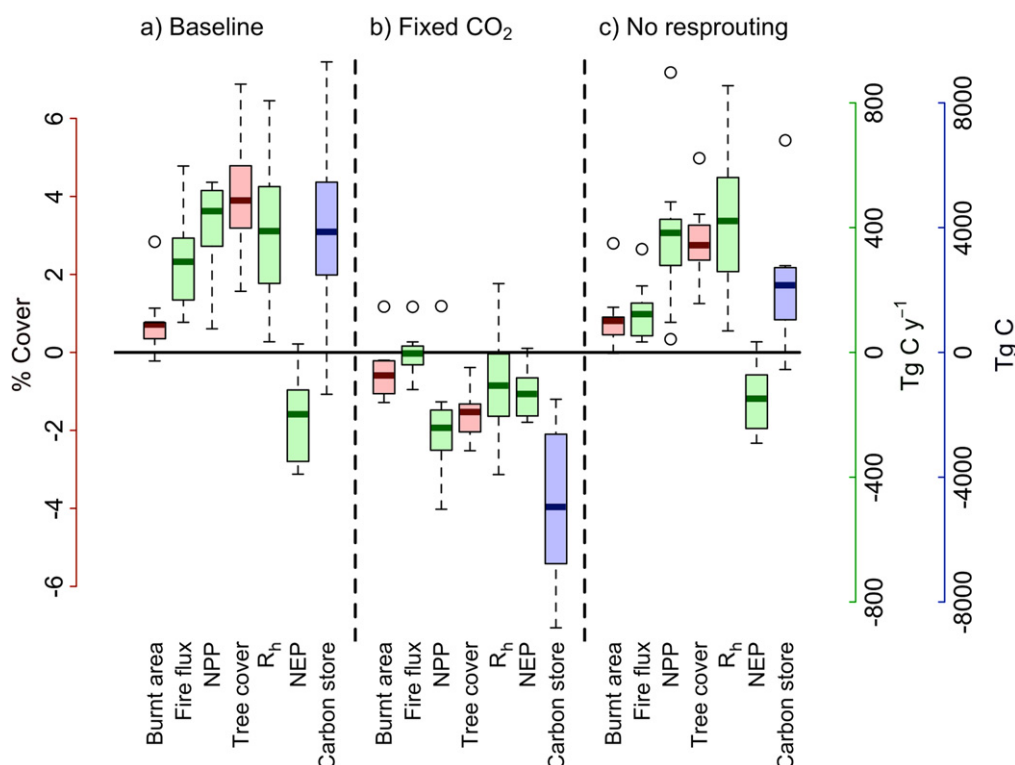 a) Baseline
b) Fixed CO₂
c) No resprouting
% Cover
6
4
2
0
-2
-4
-6
Burnt area
Fire flux
NPP
Tree cover
Rₕ
NEP
Carbon store
Burnt area
Fire flux
NPP
Tree cover
Rₕ
NEP
Carbon store
Burnt area
Fire flux
NPP
Tree cover
Rₕ
NEP
Carbon store
800
400
0
-400
-800
Tg C y⁻¹
8000
4000
0
-4000
-8000
Tg C